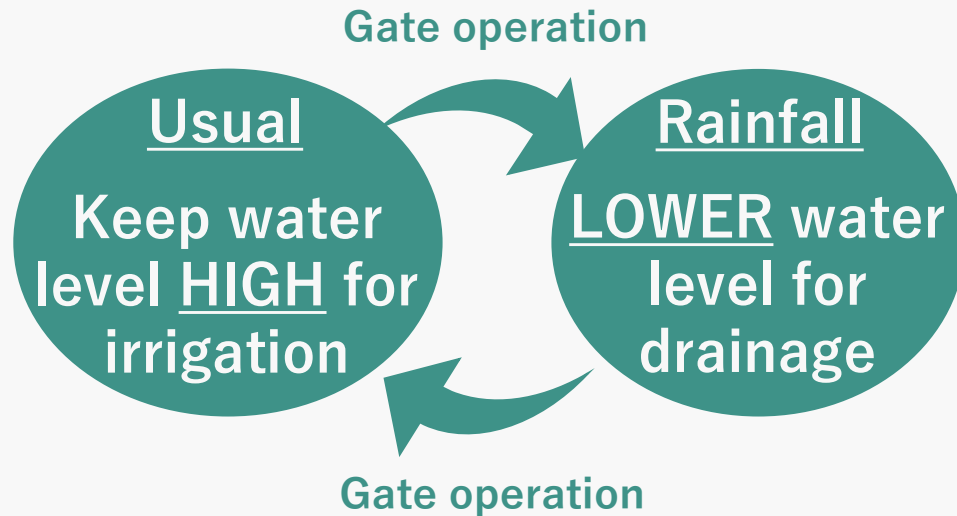 Gate operation
Usual
Keep water
level HIGH for
irrigation
Rainfall
LOWER water
level for
drainage
Gate operation